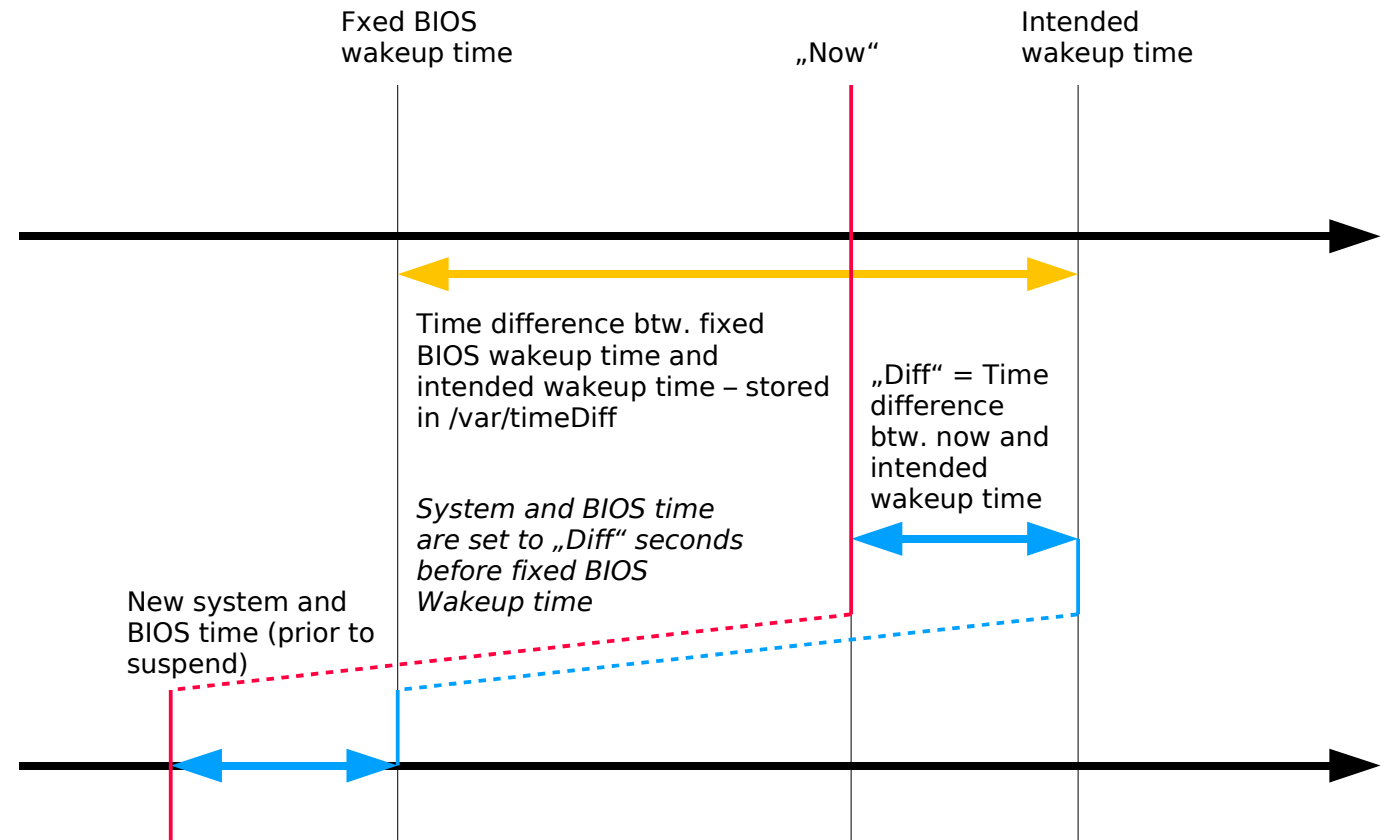 Fxed BIOS
wakeup time
„Now“
Intended
wakeup time
Time difference btw. fixed
BIOS wakeup time and
intended wakeup time – stored
in /var/timeDiff
„Diff“ = Time
difference
btw. now and
intended
wakeup time
System and BIOS time
are set to „Diff“ seconds
before fixed BIOS
Wakeup time
New system and
BIOS time (prior to
suspend)